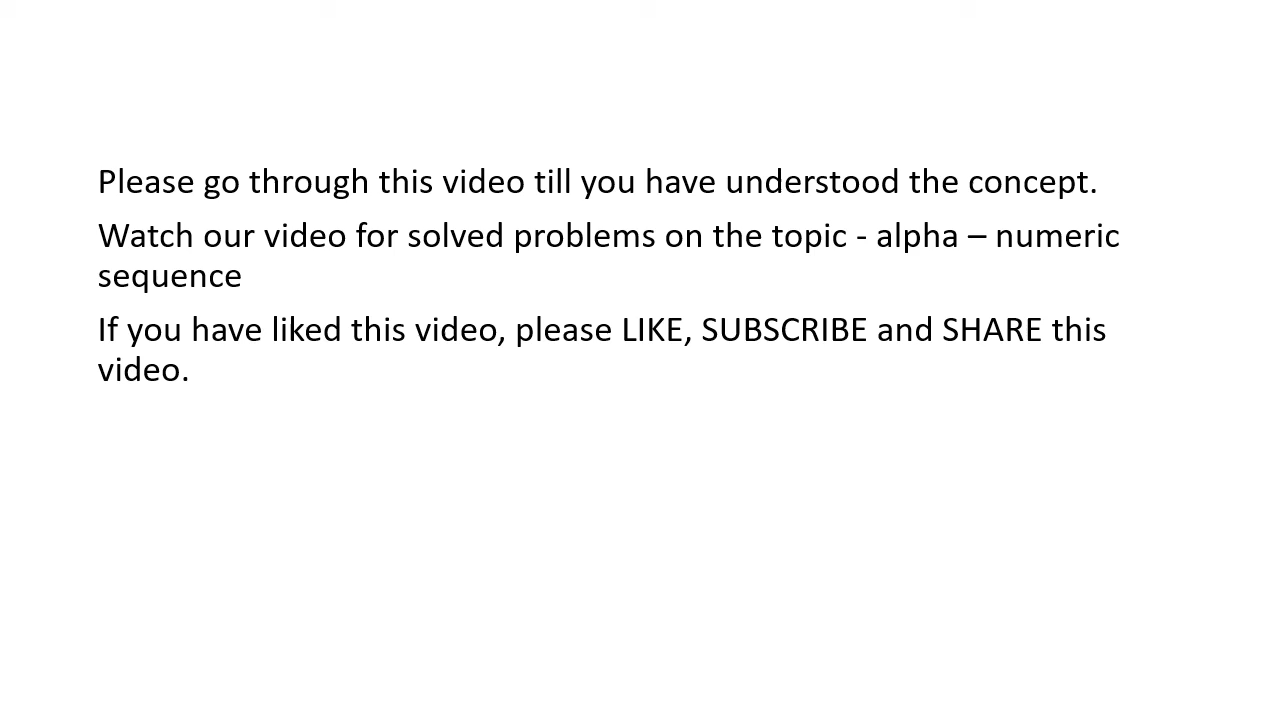 Please go through this video till you have understood the concept.
Watch our video for solved problems on the topic - alpha – numeric
sequence
If you have liked this video, please LIKE, SUBSCRIBE and SHARE this
video.